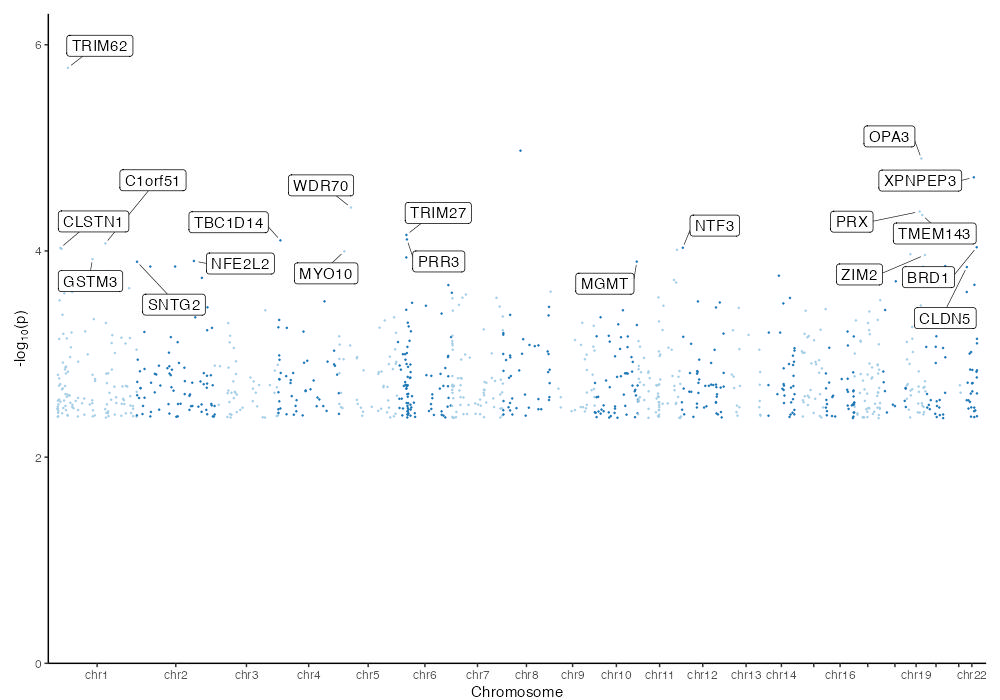 6
TRIM62
OPA3
C1orf51
WDR70
XPNPEP3
CLSTN1
TBC1D14
TRIM27
NTF3
PRX
TMEM143
4
GSTM3
NFE2L2
MYO10
PRR3
MGMT
ZIM2
BRD1
SNTG2
CLDN5
-log10(p)
2
0
chr1 chr2 chr3 chr4 chr5 chr6 chr7 chr8 chr9 chr10 chr11 chr12 chr13 chr14 chr16 chr19 chr22
Chromosome